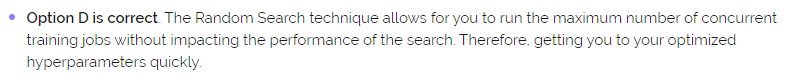 Option D is correct. The Random Search technique allows for you to run the maximum number of concurrent
training jobs without impacting the performance of the search. Therefore, getting you to your optimized
hyperparameters quickly.